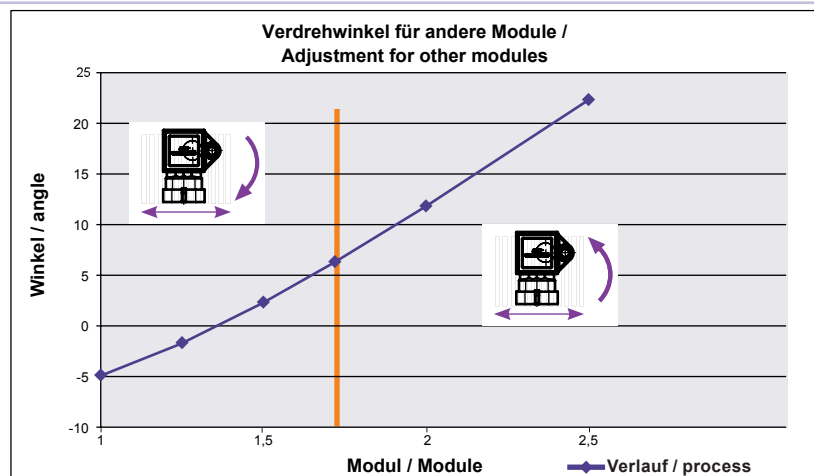 Verdrehwinkel für andere Module /
Adjustment for other modules
Winkel / angle
25
20
15
10
5
0
-5
-10
1
1,5
2
2,5
Modul / Module
Verlauf / process